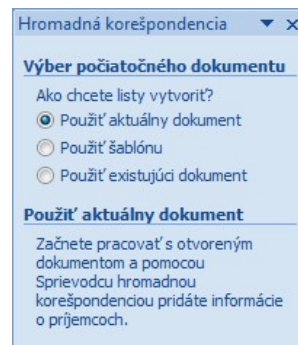 Hromadná korešpondencia
Výber počiatočného dokumentu
Ako chcete listy vytvoriť?
Použiť aktuálny dokument
Použiť šablónu
Použiť existujúci dokument
Použiť aktuálny dokument
Začnete pracovať s otvoreným
dokumentom a pomocou
Sprievodcu hromadnou
korešpondenciou pridáte informácie
o príjemcoch.